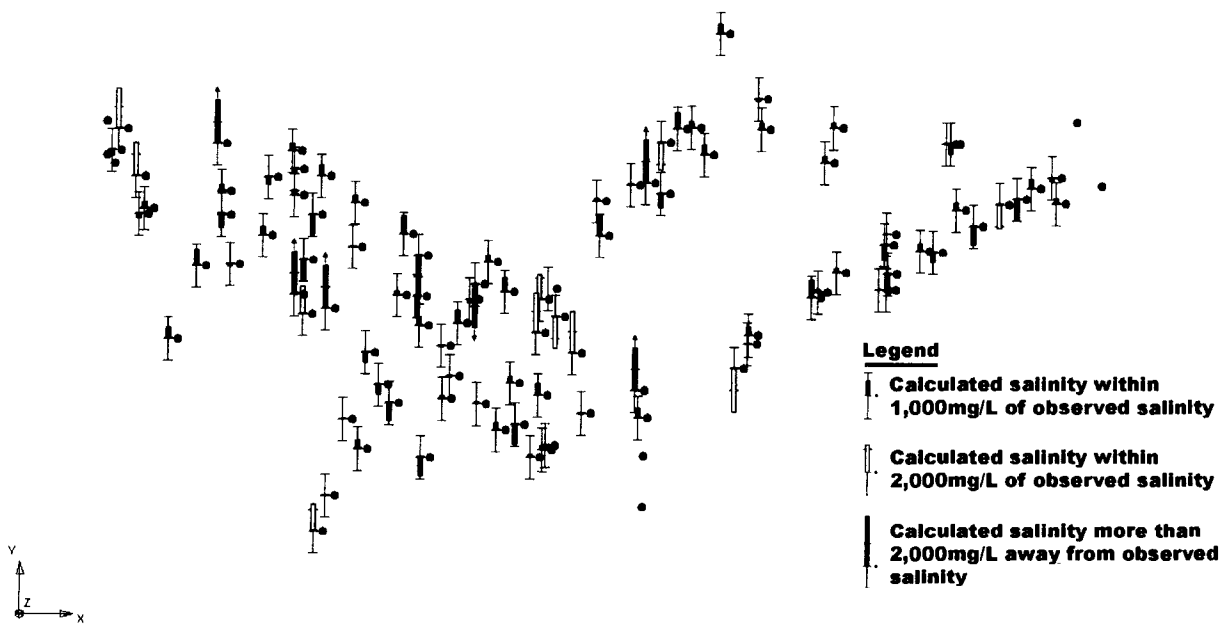 Legend
Calculated salinity within
1,000mg/L of observed salinity
Calculated salinity within
2,000mg/L of observed salinity
Calculated salinity more than
2,000mg/L away from observed
salinity
Y
Z
X